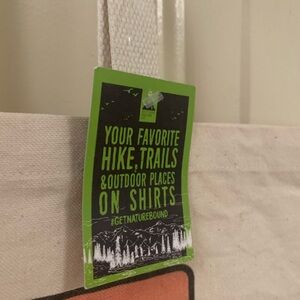 YOUR FAVORITE
HIKE, TRAILS
& OUTDOOR PLACES
ON SHIRTS
#GETNATUREBOUND